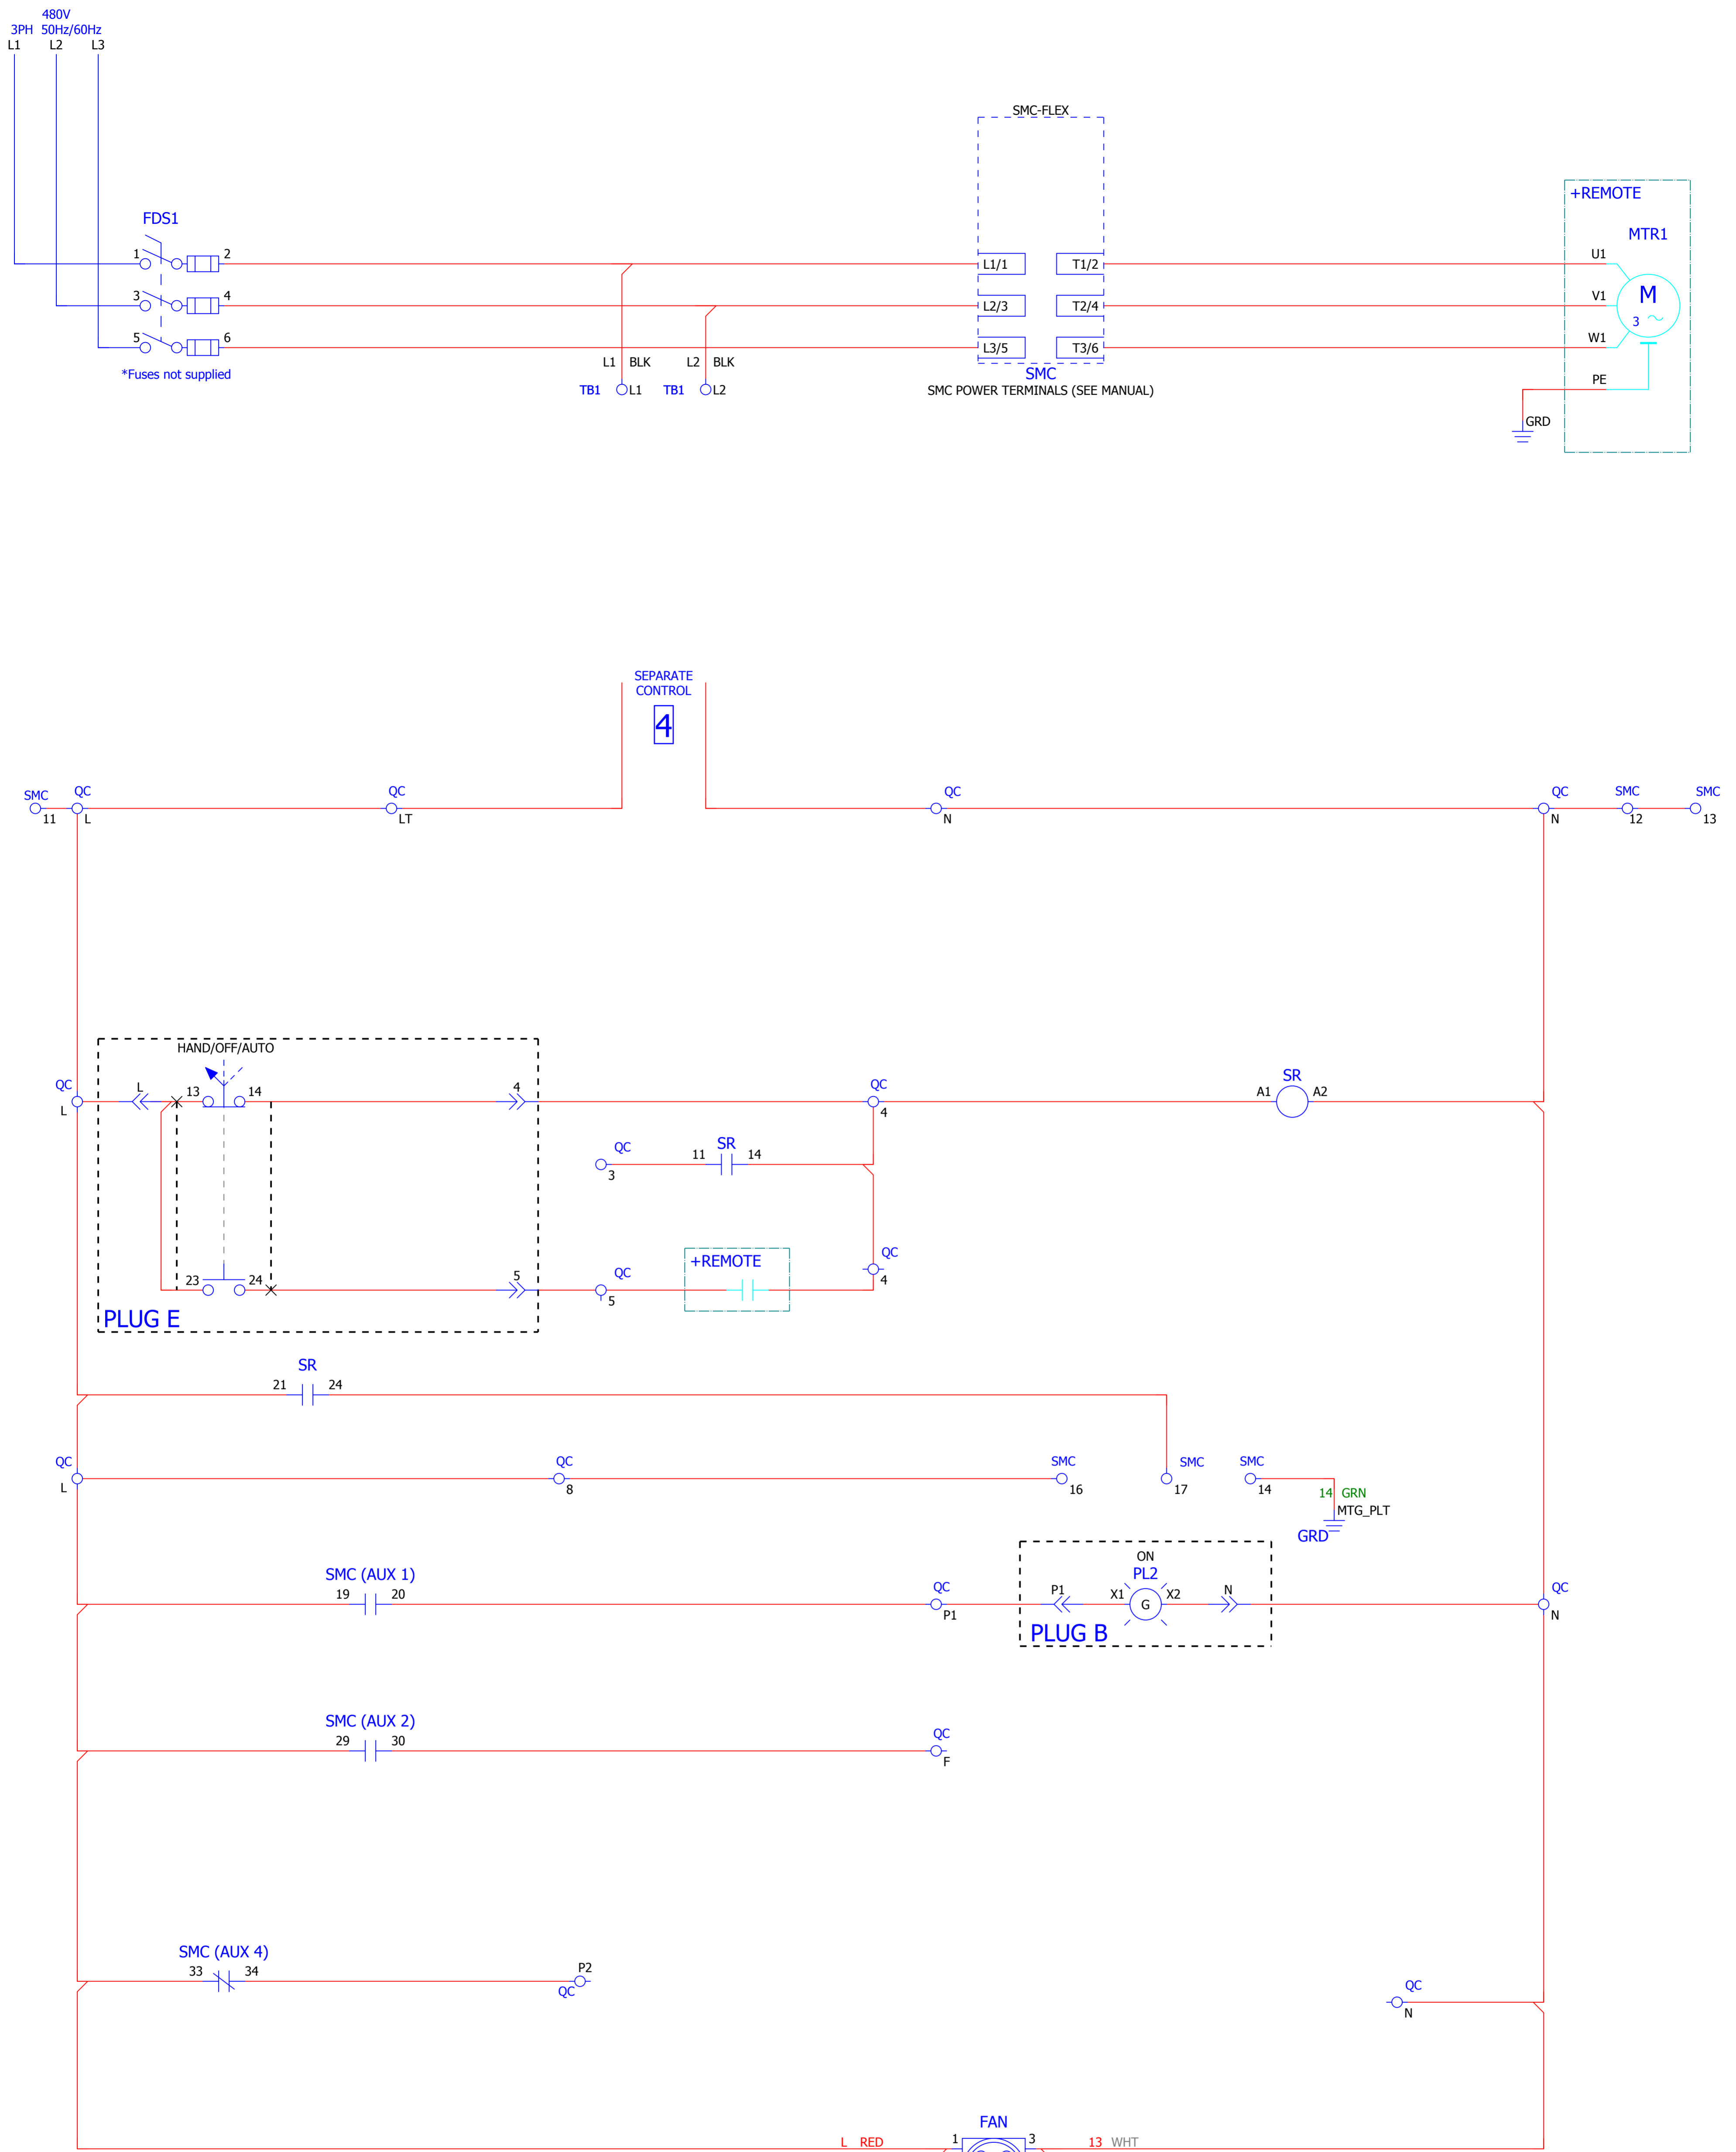 480V
3PH 50Hz/60Hz
L1 L2 L3
SMC-FLEX
+REMOTE
FDS1
MTR1
1 2 L1/1 T1/2 U1
3 4 L2/3 T2/4 V1 M
3
5 6 L3/5 T3/6 W1
L1 BLK L2 BLK
*Fuses not supplied
SMC
PE
TB1 L1 TB1 L2
SMC POWER TERMINALS (SEE MANUAL)
GRD
SEPARATE
CONTROL
4
SMC QC QC QC QC SMC SMC
11 L LT N N 12 13
HAND/OFF/AUTO
QC L 13 14 4 QC SR
A1 A2
L 4
QC SR
11 14
3
+REMOTE
QC QC
23 24 5 4
5
PLUG E
SR
21 24
QC QC SMC SMC SMC
L 8 16 17 14
14 GRN
MTG_PLT
GRD
ON
SMC (AUX 1) PL2
19 20 QC P1 X1 X2 N QC
G
P1 N
PLUG B
SMC (AUX 2)
29 30 QC
F
SMC (AUX 4)
33 34 P2
QC
QC
N
FAN
L RED 1 3 13 WHT